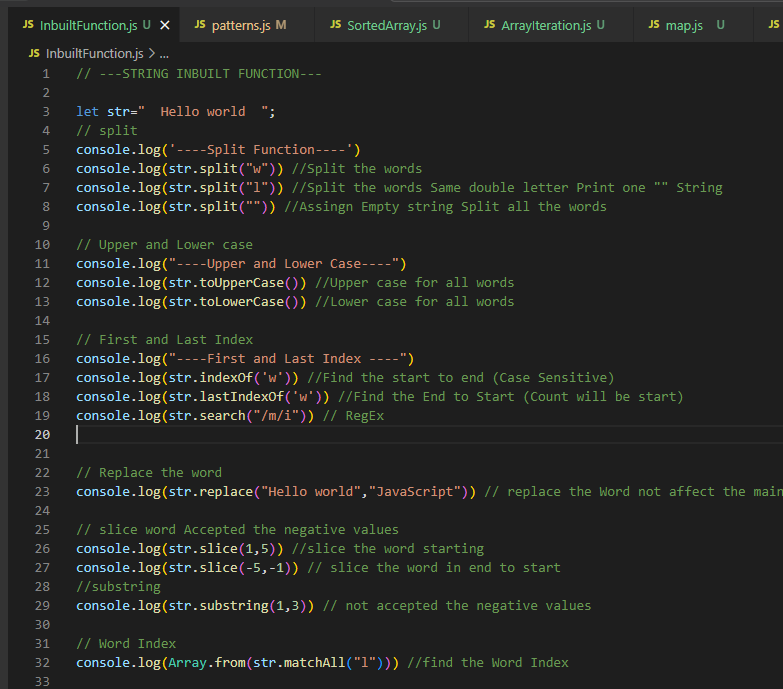 JS InbuiltFunction.js U JS patterns.js M JS SortedArray.js U JS ArrayIteration.js U JS map.js U JS
JS InbuiltFunction.js > ...
1 // ---STRING INBUILT FUNCTION---
2
3 let str="  Hello world  ";
4 // split
5 console.log('----Split Function----')
6 console.log(str.split("w")) //Split the words
7 console.log(str.split("l")) //Split the words Same double letter Print one "" String
8 console.log(str.split("")) //Assingn Empty string Split all the words
9
10 // Upper and Lower case
11 console.log("----Upper and Lower Case----")
12 console.log(str.toUpperCase()) //Upper case for all words
13 console.log(str.toLowerCase()) //Lower case for all words
14
15 // First and Last Index
16 console.log("----First and Last Index ----")
17 console.log(str.indexOf('w')) //Find the start to end (Case Sensitive)
18 console.log(str.lastIndexOf('w')) //Find the End to Start (Count will be start)
19 console.log(str.search("/m/i")) // RegEx
20
21
22 // Replace the word
23 console.log(str.replace("Hello world","JavaScript")) // replace the Word not affect the main
24
25 // slice word Accepted the negative values
26 console.log(str.slice(1,5)) //slice the word starting
27 console.log(str.slice(-5,-1)) // slice the word in end to start
28 //substring
29 console.log(str.substring(1,3)) // not accepted the negative values
30
31 // Word Index
32 console.log(Array.from(str.matchAll("l"))) //find the Word Index
33